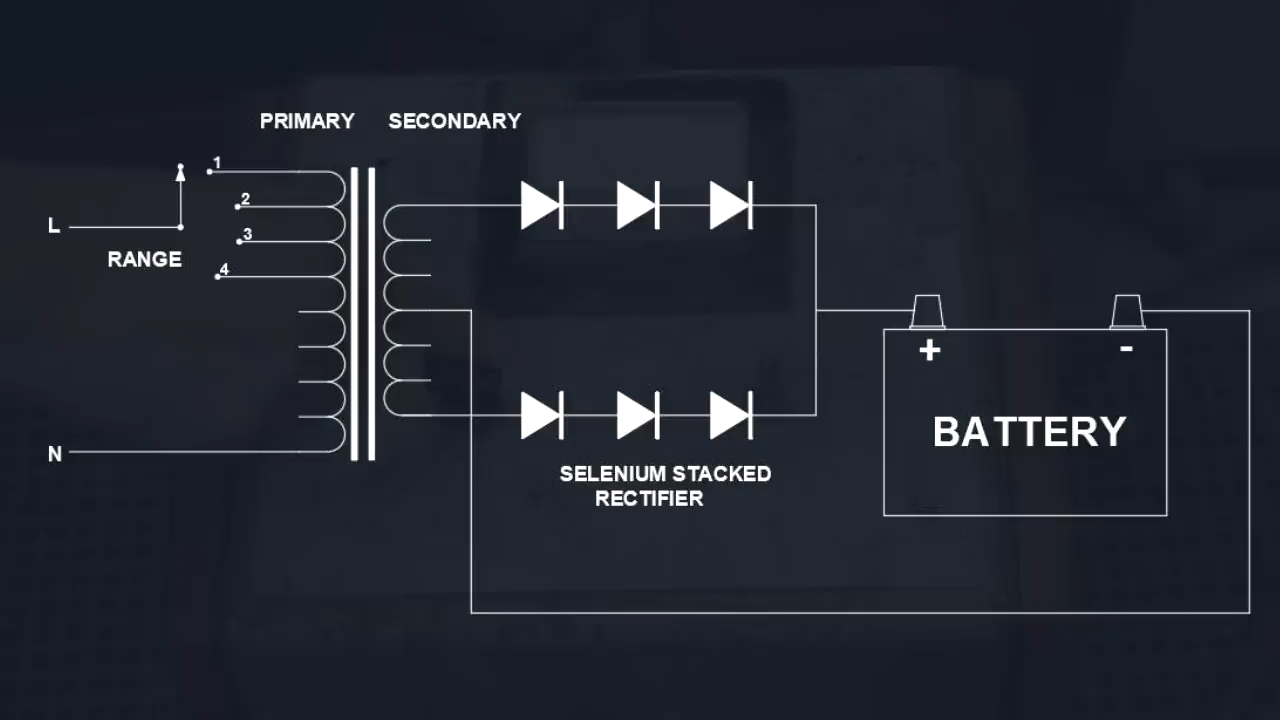 PRIMARY SECONDARY
1
2
L
3
RANGE
4
+ -
BATTERY
N
SELENIUM STACKED
RECTIFIER